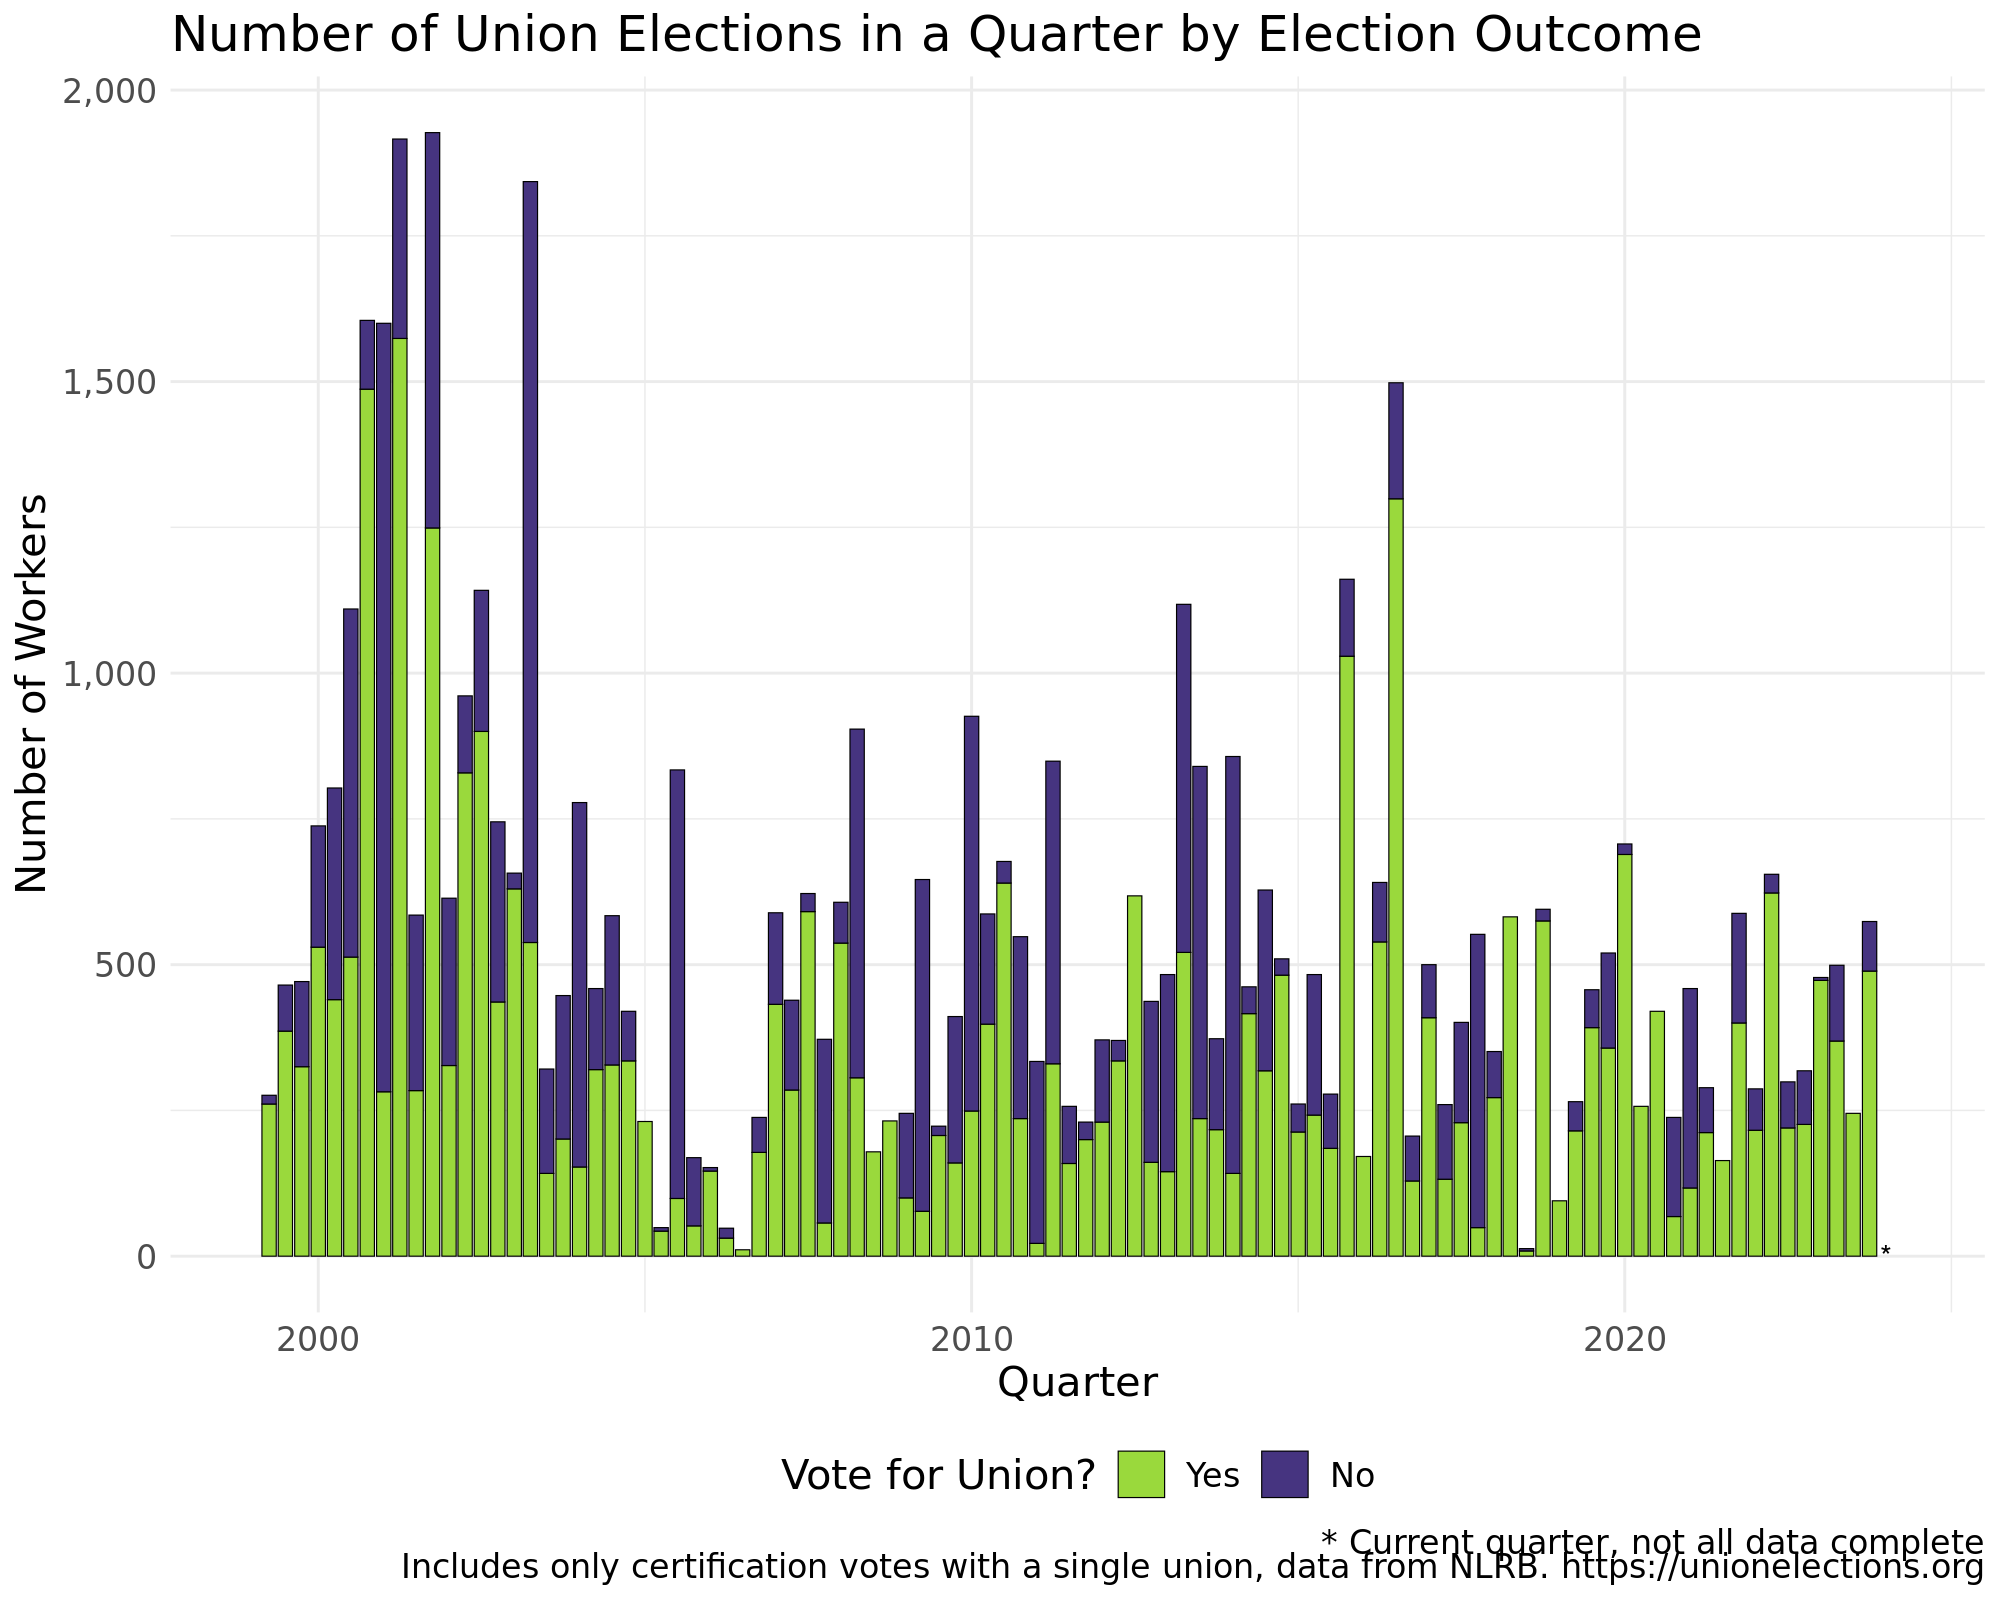 Number of Union Elections in a Quarter by Election Outcome
2,000
1,500
1,000
500
0
Number of Workers
*
2000 2010 2020
Quarter
Vote for Union? Yes No
* Current quarter, not all data complete
Includes only certification votes with a single union, data from NLRB. https://unionelections.org